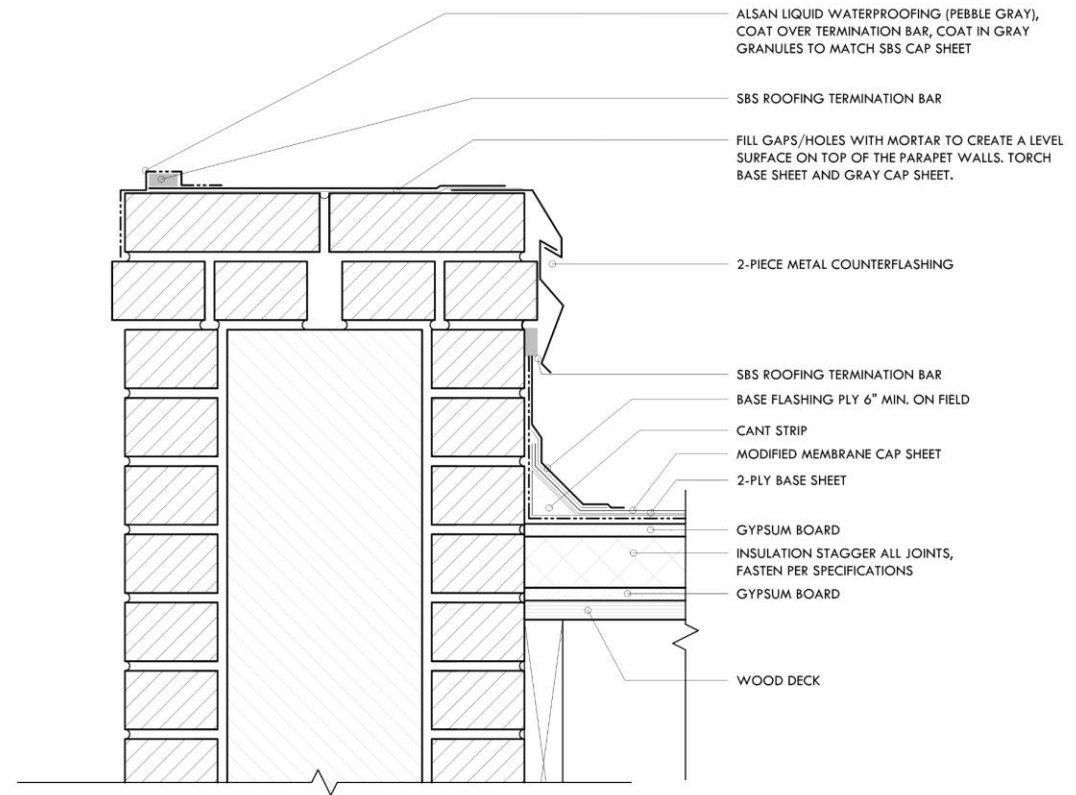 ALSAN LIQUID WATERPROOFING (PEBBLE GRAY),
COAT OVER TERMINATION BAR, COAT IN GRAY
GRANULES TO MATCH SBS CAP SHEET
SBS ROOFING TERMINATION BAR
FILL GAPS/HOLES WITH MORTAR TO CREATE A LEVEL
SURFACE ON TOP OF THE PARAPET WALLS. TORCH
BASE SHEET AND GRAY CAP SHEET.
2-PIECE METAL COUNTERFLASHING
SBS ROOFING TERMINATION BAR
BASE FLASHING PLY 6" MIN. ON FIELD
CANT STRIP
MODIFIED MEMBRANE CAP SHEET
2-PLY BASE SHEET
GYPSUM BOARD
INSULATION STAGGER ALL JOINTS,
FASTEN PER SPECIFICATIONS
GYPSUM BOARD
WOOD DECK